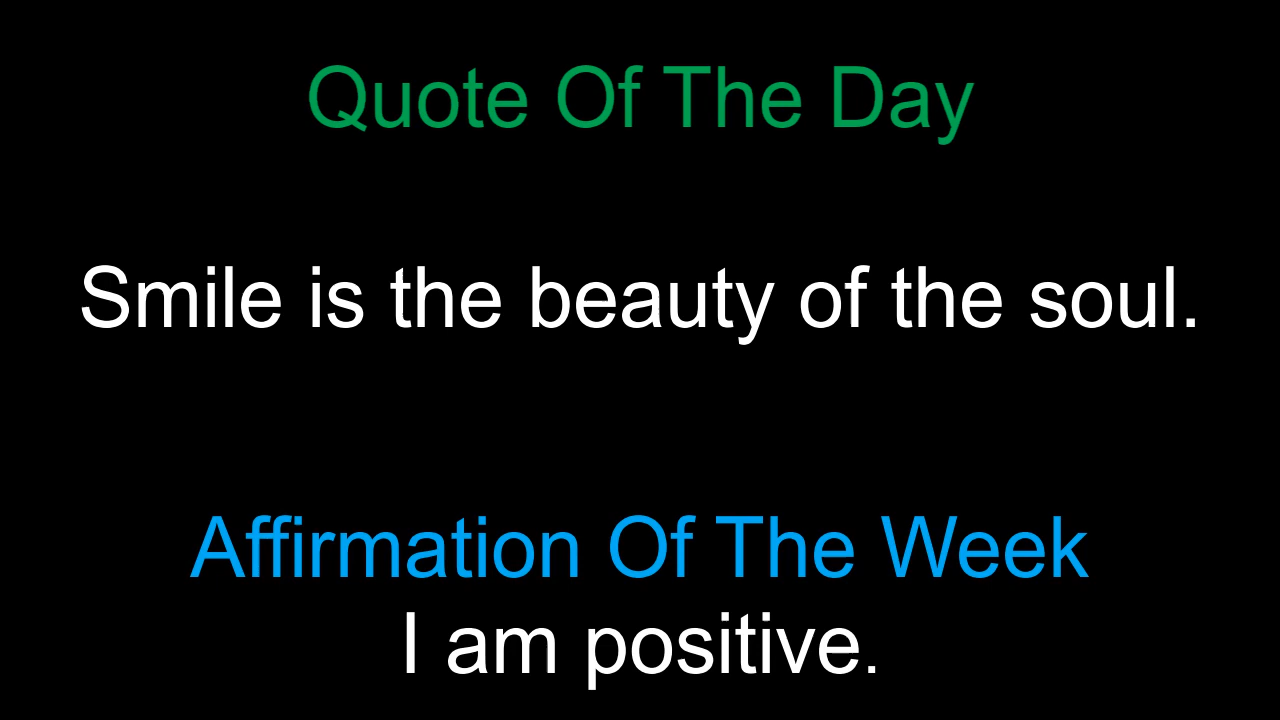 Quote Of The Day
Smile is the beauty of the soul.
Affirmation Of The Week
I am positive.